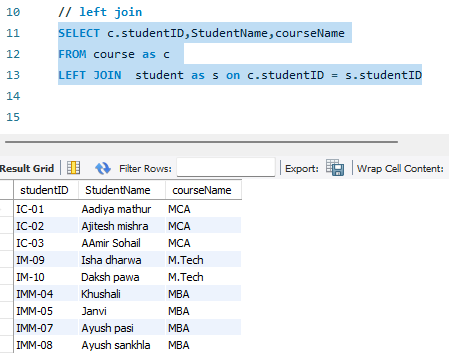 10 // left join
11 SELECT c.studentID,StudentName,courseName
12 FROM course as c
13 LEFT JOIN student as s on c.studentID = s.studentID
14
15
Result Grid Filter Rows: Export: Wrap Cell Content:
studentID StudentName courseName
IC-01 Aadiya mathur MCA
IC-02 Ajitesh mishra MCA
IC-03 AAmir Sohail MCA
IM-09 Isha dharwa M.Tech
IM-10 Daksh pawa M.Tech
IMM-04 Khushali MBA
IMM-05 Janvi MBA
IMM-07 Ayush pasi MBA
IMM-08 Ayush sankhla MBA